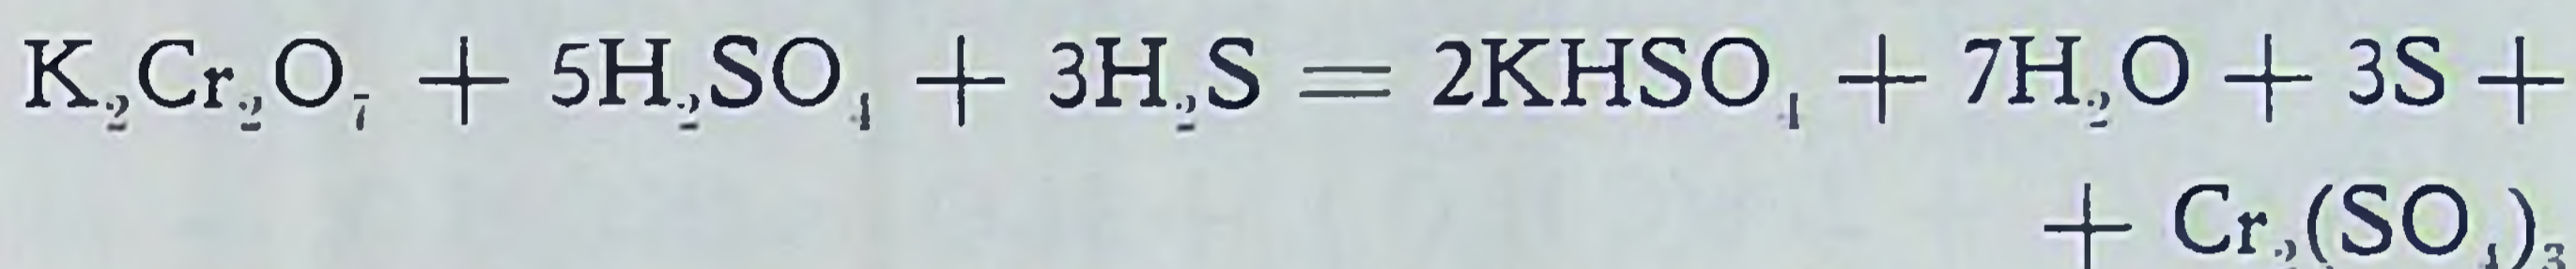 K₂Cr₂O₇ + 5H₂SO₄ + 3H₂S = 2KHSO₄ + 7H₂O + 3S +
+ Cr₂(SO₄)₃